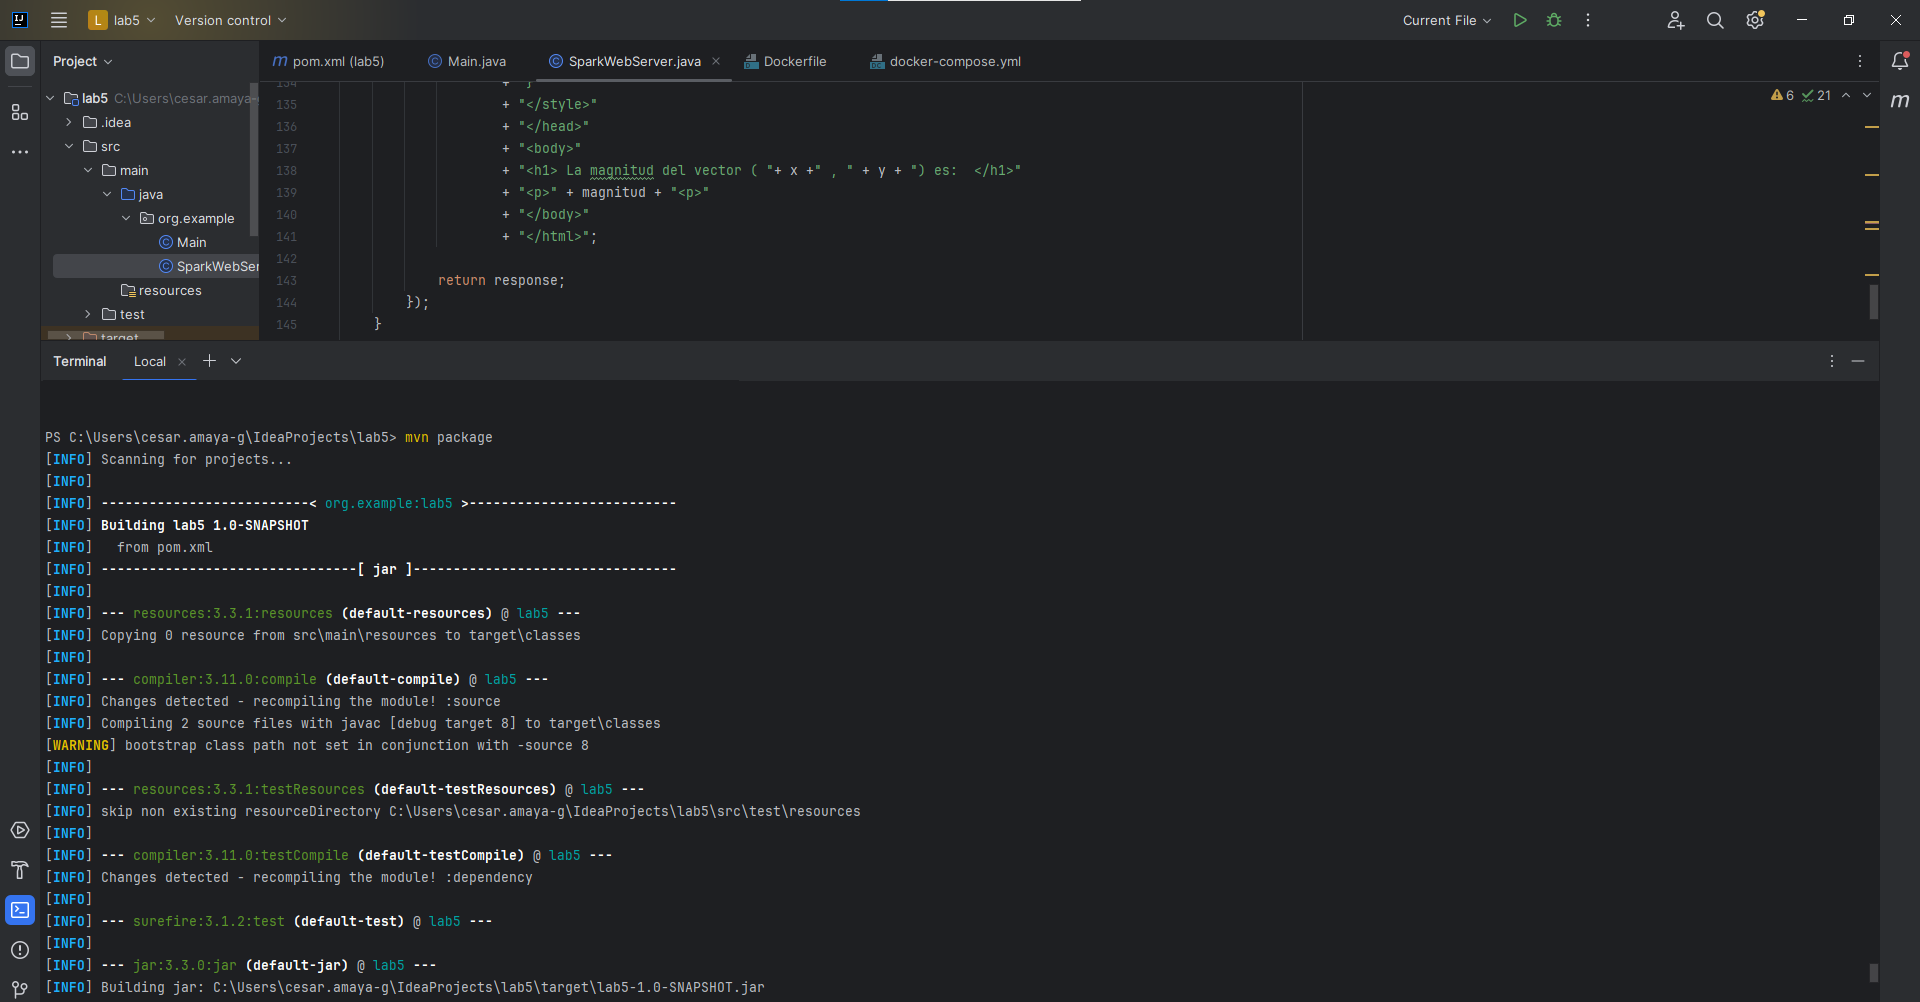 L lab5 Version control Current File
Project
pom.xml (lab5) Main.java SparkWebServer.java Dockerfile docker-compose.yml
lab5 C:\Users\cesar.amaya-g
.idea
src
main
java
org.example
Main
SparkWebSer
resources
test
target
6 21
134 + "}
135 + "</style>"
136 + "</head>"
137 + "<body>"
138 + "<h1> La magnitud del vector ( "+ x +" , " + y + ") es:  </h1>"
139 + "<p>" + magnitud + "<p>"
140 + "</body>"
141 + "</html>";
142
143 return response;
144 });
145 }
Terminal Local
PS C:\Users\cesar.amaya-g\IdeaProjects\lab5> mvn package
[INFO] Scanning for projects...
[INFO]
[INFO] --------------------------< org.example:lab5 >--------------------------
[INFO] Building lab5 1.0-SNAPSHOT
[INFO]   from pom.xml
[INFO] --------------------------------[ jar ]---------------------------------
[INFO]
[INFO] --- resources:3.3.1:resources (default-resources) @ lab5 ---
[INFO] Copying 0 resource from src\main\resources to target\classes
[INFO]
[INFO] --- compiler:3.11.0:compile (default-compile) @ lab5 ---
[INFO] Changes detected - recompiling the module! :source
[INFO] Compiling 2 source files with javac [debug target 8] to target\classes
[WARNING] bootstrap class path not set in conjunction with -source 8
[INFO]
[INFO] --- resources:3.3.1:testResources (default-testResources) @ lab5 ---
[INFO] skip non existing resourceDirectory C:\Users\cesar.amaya-g\IdeaProjects\lab5\src\test\resources
[INFO]
[INFO] --- compiler:3.11.0:testCompile (default-testCompile) @ lab5 ---
[INFO] Changes detected - recompiling the module! :dependency
[INFO]
[INFO] --- surefire:3.1.2:test (default-test) @ lab5 ---
[INFO]
[INFO] --- jar:3.3.0:jar (default-jar) @ lab5 ---
[INFO] Building jar: C:\Users\cesar.amaya-g\IdeaProjects\lab5\target\lab5-1.0-SNAPSHOT.jar